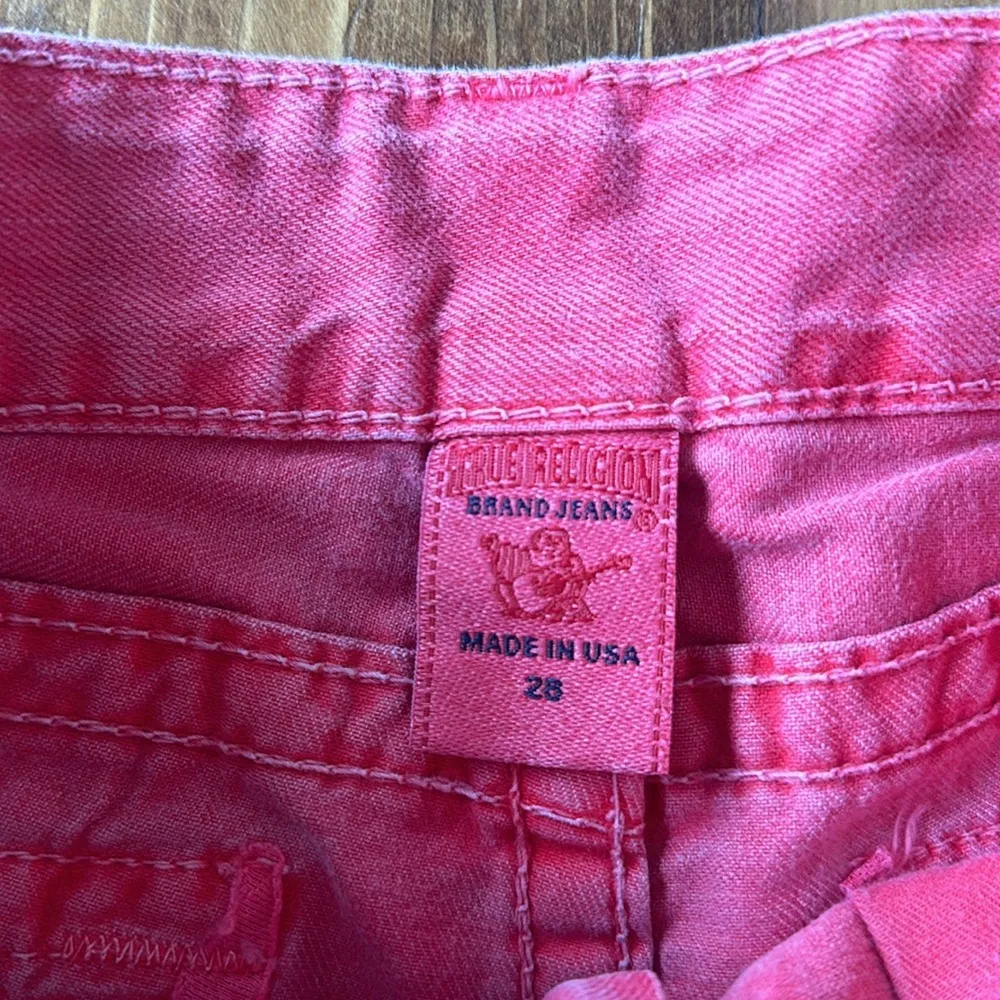 TRUE RELIGION
BRAND JEANS®
MADE IN USA
28